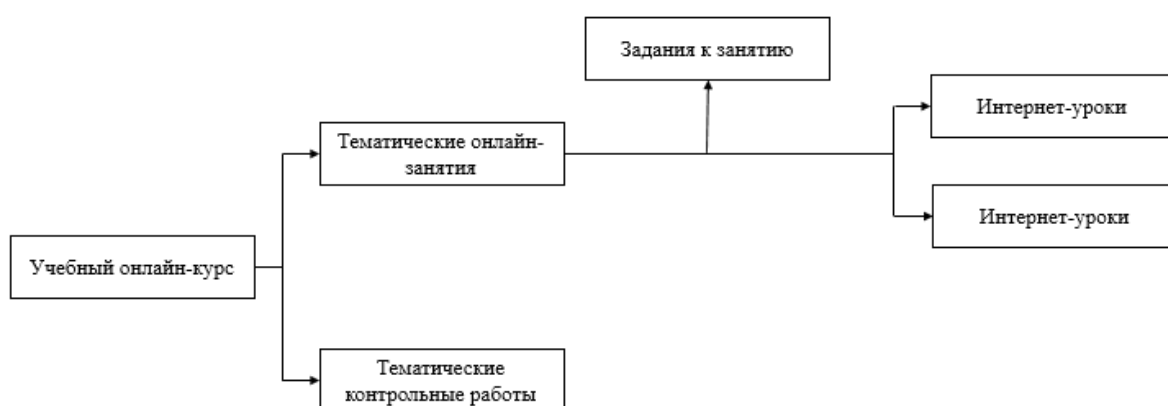 Задания к занятию
Интернет-уроки
Тематические онлайн-
занятия
Интернет-уроки
Учебный онлайн-курс
Тематические
контрольные работы